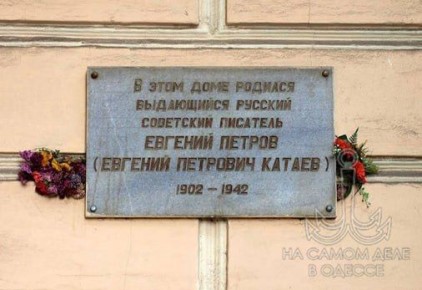 В ЭТОМ ДОМЕ РОДИЛСЯ
ВЫДАЮЩИЙСЯ РУССКИЙ
СОВЕТСКИЙ ПИСАТЕЛЬ
ЕВГЕНИЙ ПЕТРОВ
(ЕВГЕНИЙ ПЕТРОВИЧ КАТАЕВ)
1902 — 1942
НА САМОМ ДЕЛЕ
В ОДЕССЕ